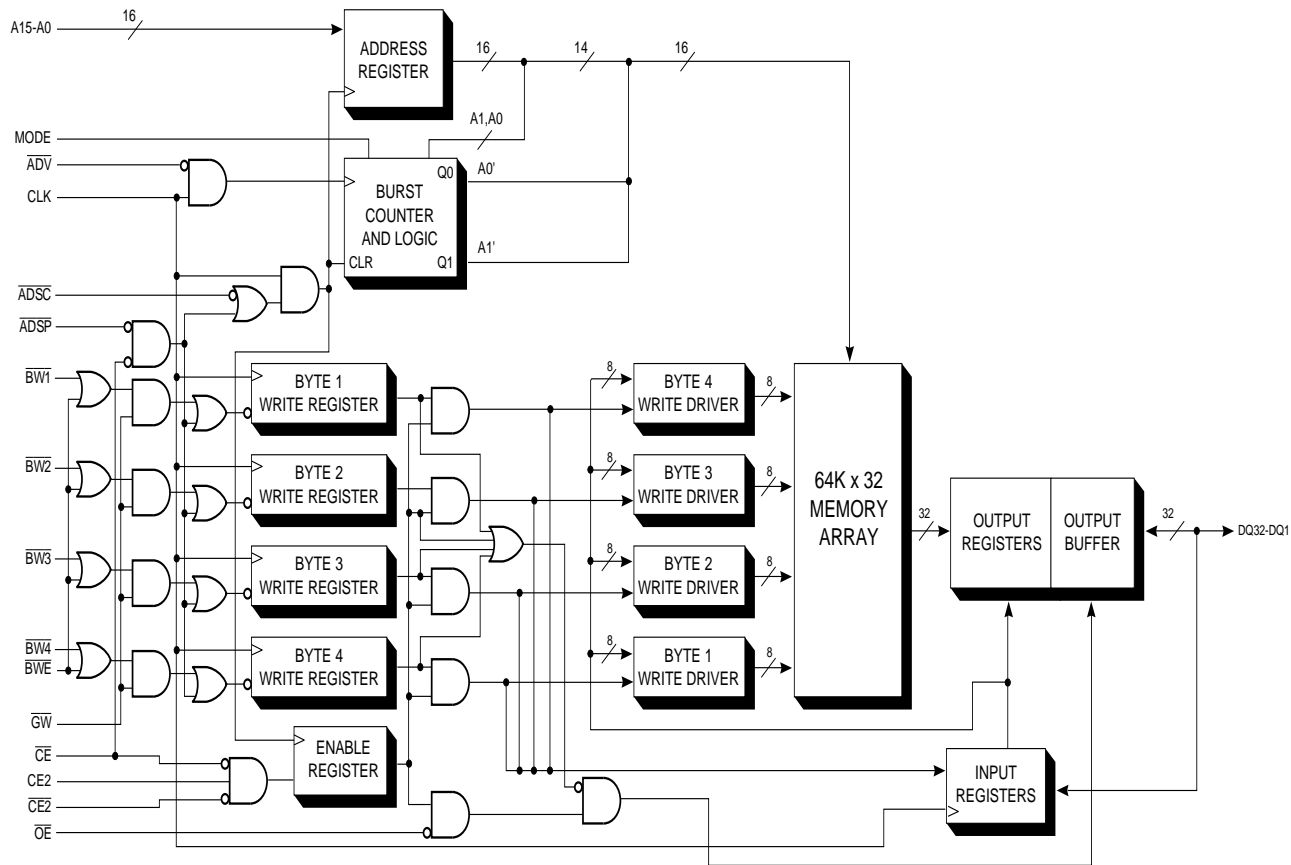 A15-A0
16
ADDRESS
REGISTER
16
14
16
A1,A0
MODE
ADV
CLK
BURST
COUNTER
AND LOGIC
Q0
A0'
CLR
Q1
A1'
ADSC
ADSP
BW1
BYTE 1
WRITE REGISTER
8
BYTE 4
WRITE DRIVER
8
BW2
BYTE 2
WRITE REGISTER
8
BYTE 3
WRITE DRIVER
8
64K x 32
MEMORY
ARRAY
32
OUTPUT
REGISTERS
OUTPUT
BUFFER
32
DQ32-DQ1
BW3
BYTE 3
WRITE REGISTER
8
BYTE 2
WRITE DRIVER
8
BW4
BWE
BYTE 4
WRITE REGISTER
8
BYTE 1
WRITE DRIVER
8
GW
CE
CE2
CE2
OE
ENABLE
REGISTER
INPUT
REGISTERS